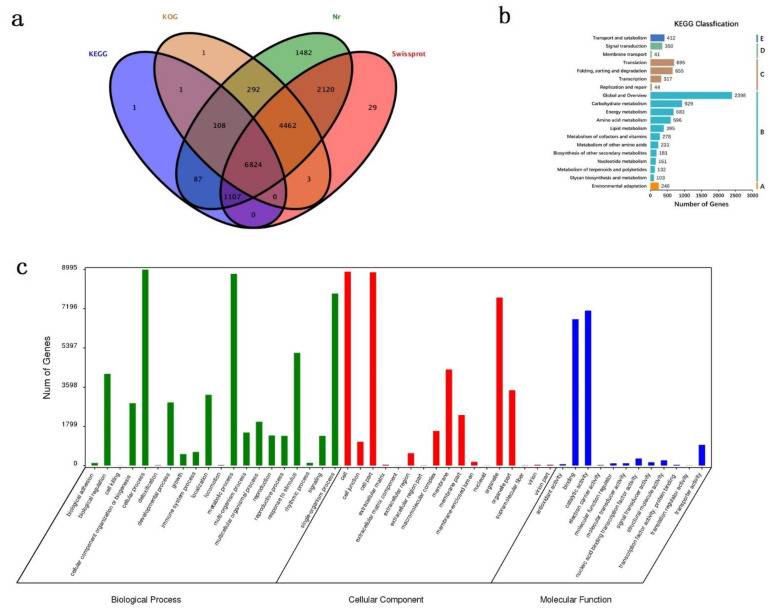 a
KOG
Nr
KEGG
Swissprot
1
1482
1
292
2120
29
1
108
4462
6824
87
3
1107
0
0
b
KEGG Classfication
Transport and catabolism 412 E
Signal transduction 350 D
Membrane transport 41
Translation 695
Folding, sorting and degradation 655 C
Transcription 317
Replication and repair 44
Global and Overview 2398
Carbohydrate metabolism 929
Energy metabolism 683
Amino acid metabolism 596
Lipid metabolism 395
Metabolism of cofactors and vitamins 278 B
Metabolism of other amino acids 233
Biosynthesis of other secondary metabolites 181
Nucleotide metabolism 161
Metabolism of terpenoids and polyketides 132
Glycan biosynthesis and metabolism 103
Environmental adaptation 246 A
0 500 1000 1500 2000 2500 3000
Number of Genes
c
Num of Genes
8995
7196
5397
3598
1799
0
biological adhesion
biological regulation
cell killing
cellular component organization or biogenesis
cellular process
detoxification
developmental process
growth
immune system process
localization
locomotion
metabolic process
multi-organism process
multicellular organismal process
reproduction
reproductive process
response to stimulus
rhythmic process
signaling
single-organism process
cell
cell junction
cell part
extracellular matrix
extracellular matrix component
extracellular region
extracellular region part
macromolecular complex
membrane
membrane part
membrane-enclosed lumen
nucleoid
organelle
organelle part
supramolecular fiber
virion
virion part
antioxidant activity
binding
catalytic activity
electron carrier activity
molecular function regulator
molecular transducer activity
nucleic acid binding transcription factor activity
signal transducer activity
structural molecule activity
transcription factor activity, protein binding
translation regulator activity
transporter activity
Biological Process
Cellular Component
Molecular Function